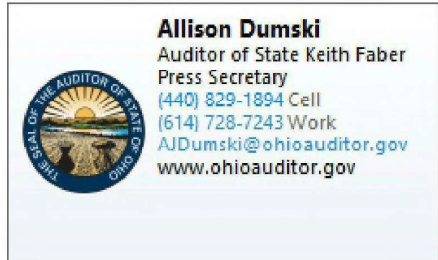 Allison Dumski
Auditor of State Keith Faber
Press Secretary
(440) 829-1894 Cell
(614) 728-7243 Work
AJDumski@ohioauditor.gov
www.ohioauditor.gov
THE SEAL OF THE AUDITOR OF STATE OF OHIO